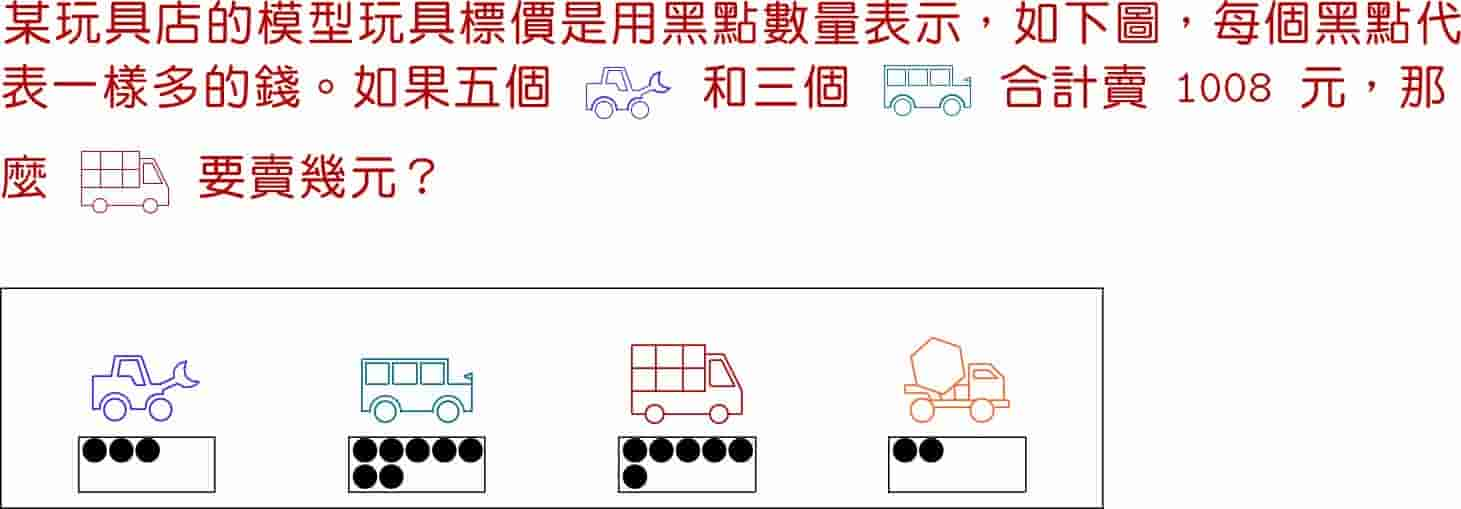 某玩具店的模型玩具標價是用黑點數量表示，如下圖，每個黑點代
表一樣多的錢。如果五個 和三個 合計賣 1008 元，那
麼 要賣幾元？